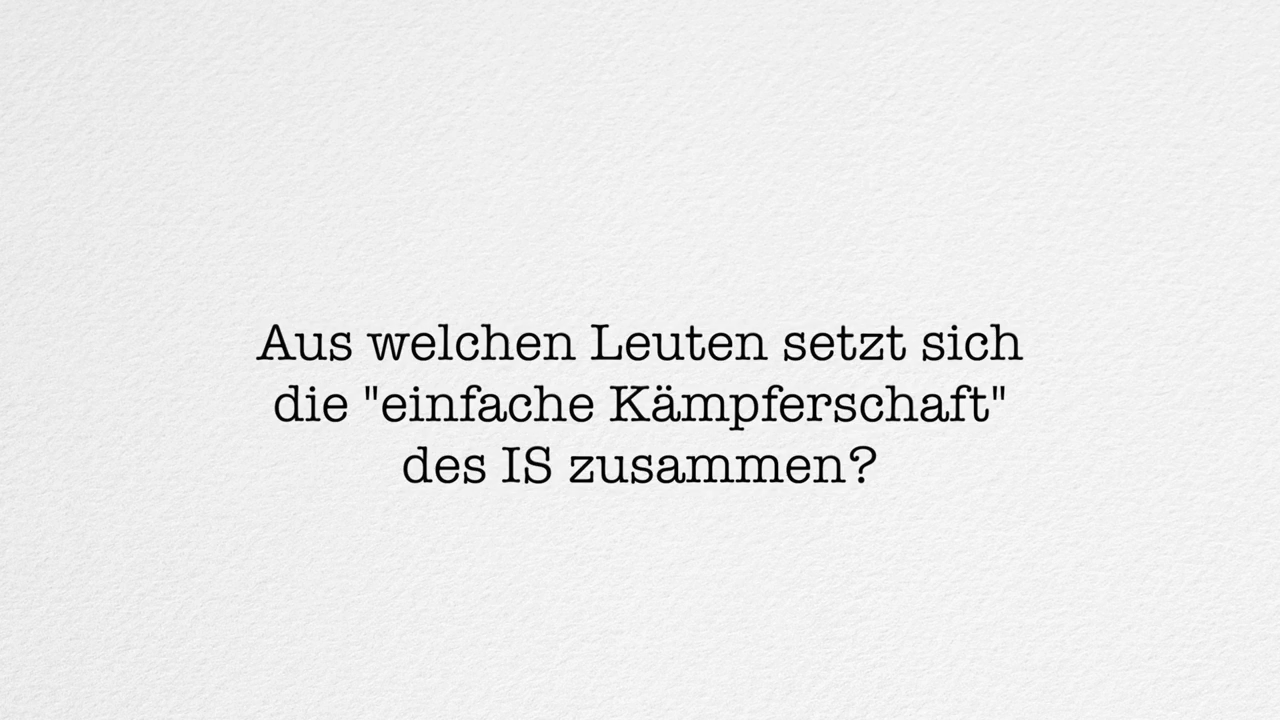 Aus welchen Leuten setzt sich
die "einfache Kämpferschaft"
des IS zusammen?